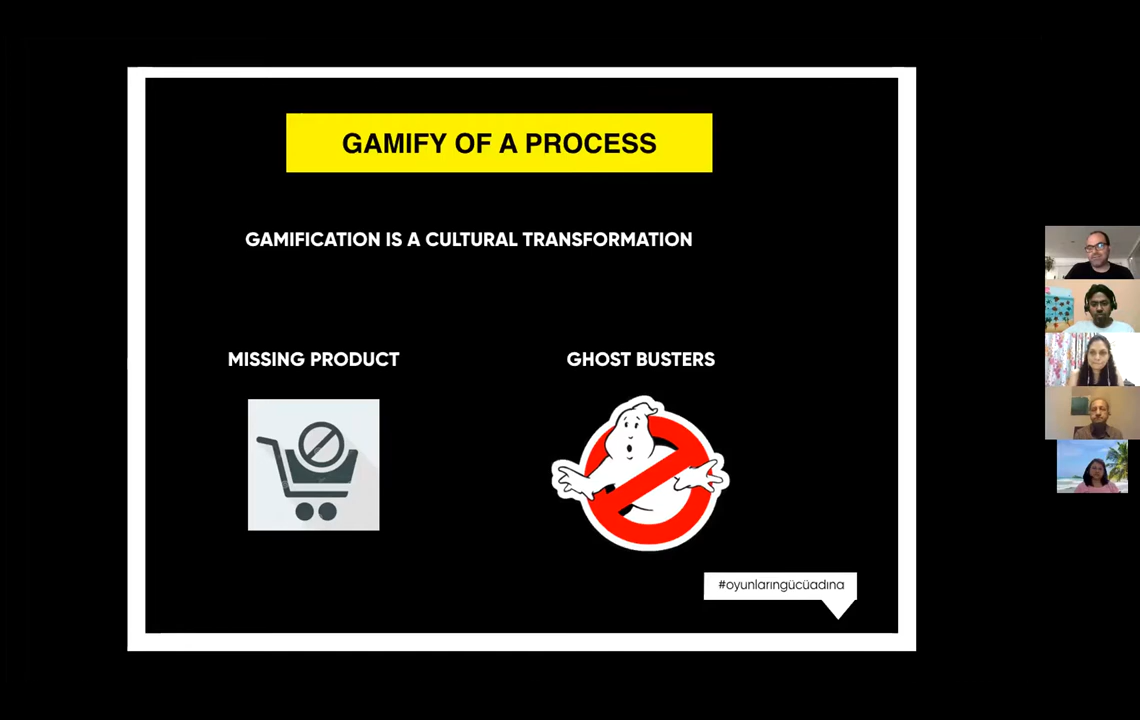 GAMIFY OF A PROCESS
GAMIFICATION IS A CULTURAL TRANSFORMATION
MISSING PRODUCT
GHOST BUSTERS
#oyunlarıngücüadına